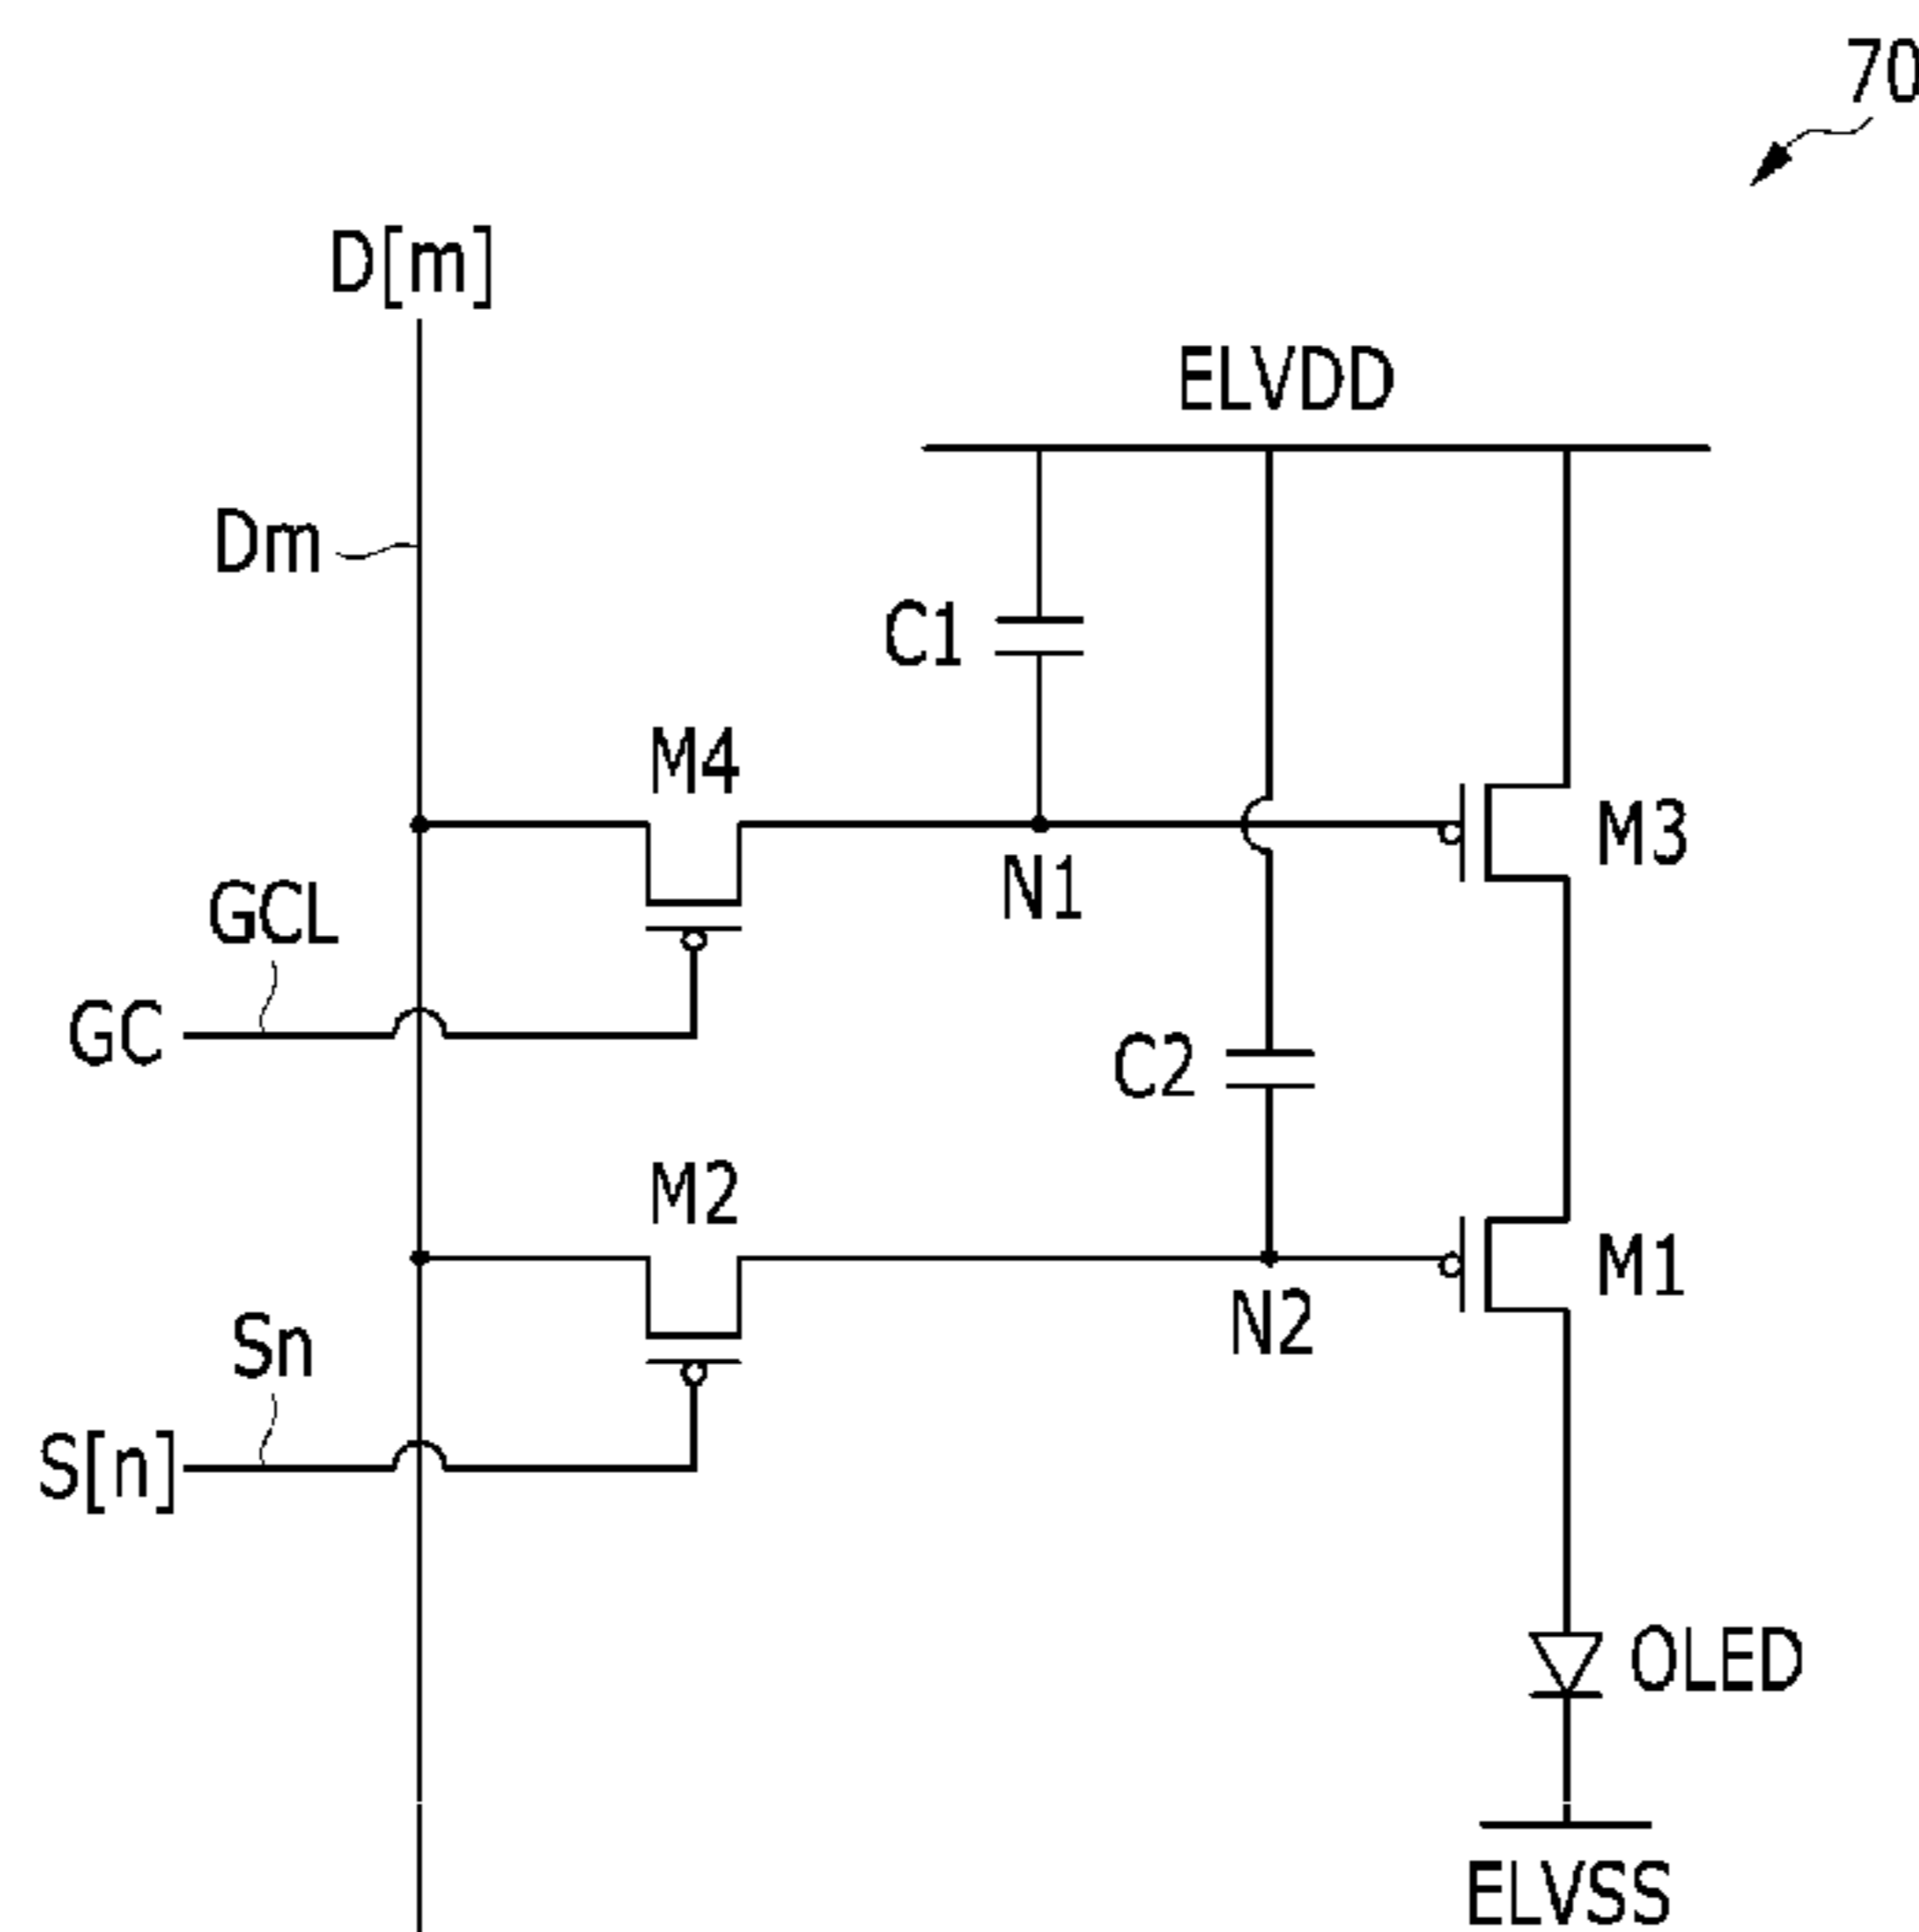 70
D[m]
ELVDD
Dm
C1
M4
M3
N1
GCL
GC
C2
M2
M1
N2
Sn
S[n]
OLED
ELVSS